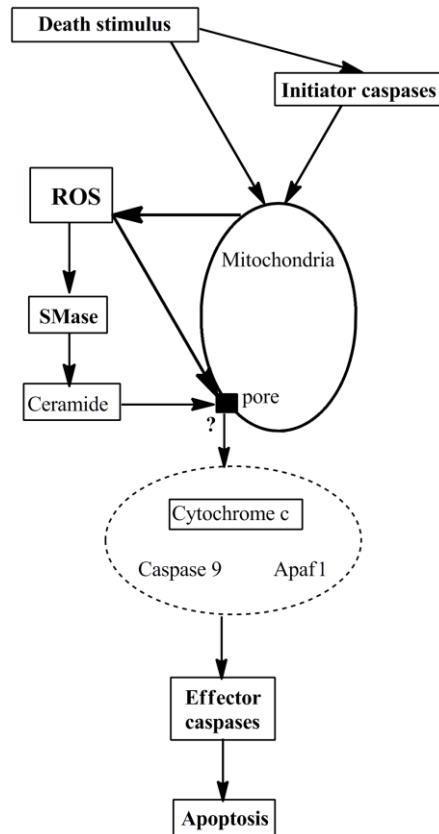 Death stimulus
Initiator caspases
ROS
Mitochondria
SMase
Ceramide
pore
?
Cytochrome c
Caspase 9
Apaf1
Effector
caspases
Apoptosis